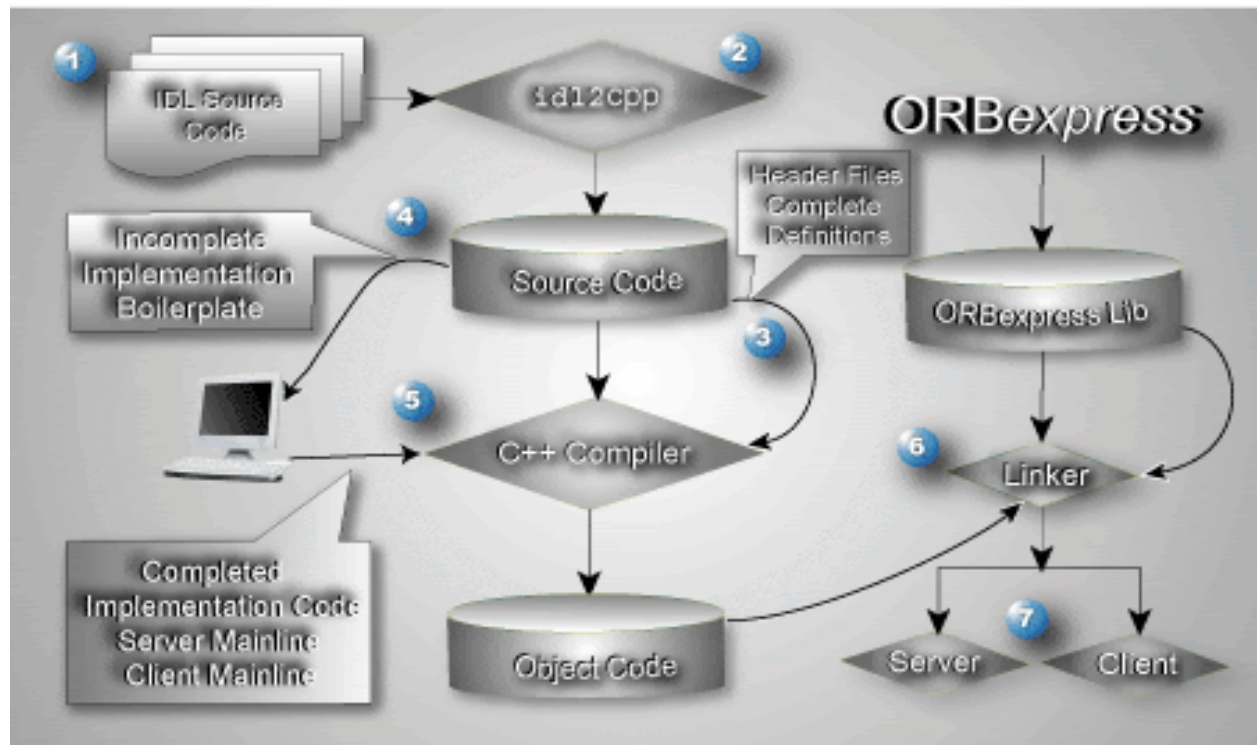 1
IDL Source
Code
idl2cpp
2
ORBexpress
Header Files
Complete
Definitions
4
Incomplete
Implementation
Boilerplate
Source Code
3
ORBexpress Lib
5
C++ Compiler
6
Linker
Completed
Implementation Code
Server Mainline
Client Mainline
Object Code
7
Server
Client